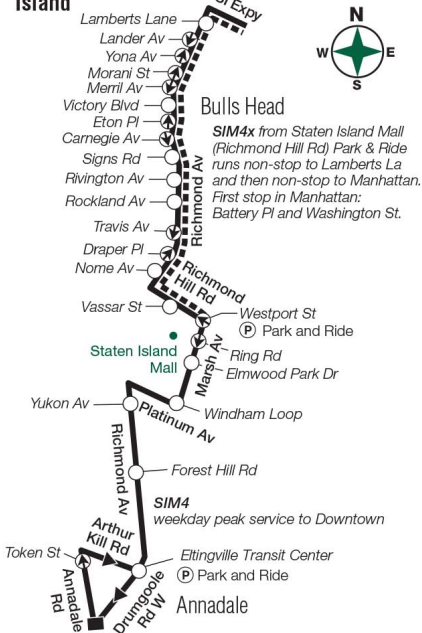 Island
Expy
N
W E
S
Lamberts Lane
Lander Av
Yona Av
Morani St
Merril Av
Victory Blvd
Eton Pl
Carnegie Av
Signs Rd
Rivington Av
Rockland Av
Travis Av
Draper Pl
Nome Av
Vassar St
Bulls Head
SIM4x from Staten Island Mall
(Richmond Hill Rd) Park & Ride
runs non-stop to Lamberts La
and then non-stop to Manhattan.
First stop in Manhattan:
Battery Pl and Washington St.
Richmond Av
Richmond
Hill Rd
Westport St
P Park and Ride
Staten Island
Mall
Marsh Av
Ring Rd
Elmwood Park Dr
Yukon Av
Platinum Av
Windham Loop
Richmond Av
Forest Hill Rd
SIM4
weekday peak service to Downtown
Arthur
Kill Rd
Token St
Eltingville Transit Center
P Park and Ride
Annadale
Rd
Drumgoole
Rd W
Annadale